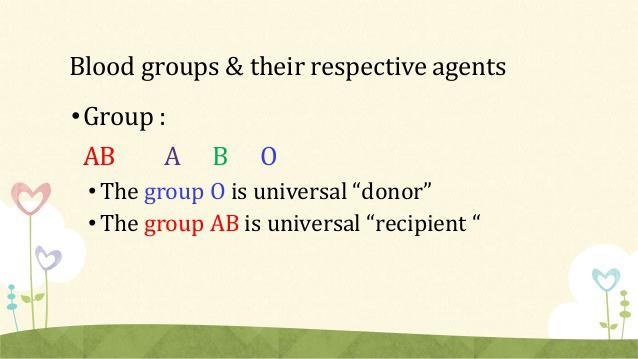 Blood groups & their respective agents
•Group :
AB A B O
•The group O is universal “donor”
•The group AB is universal “recipient “